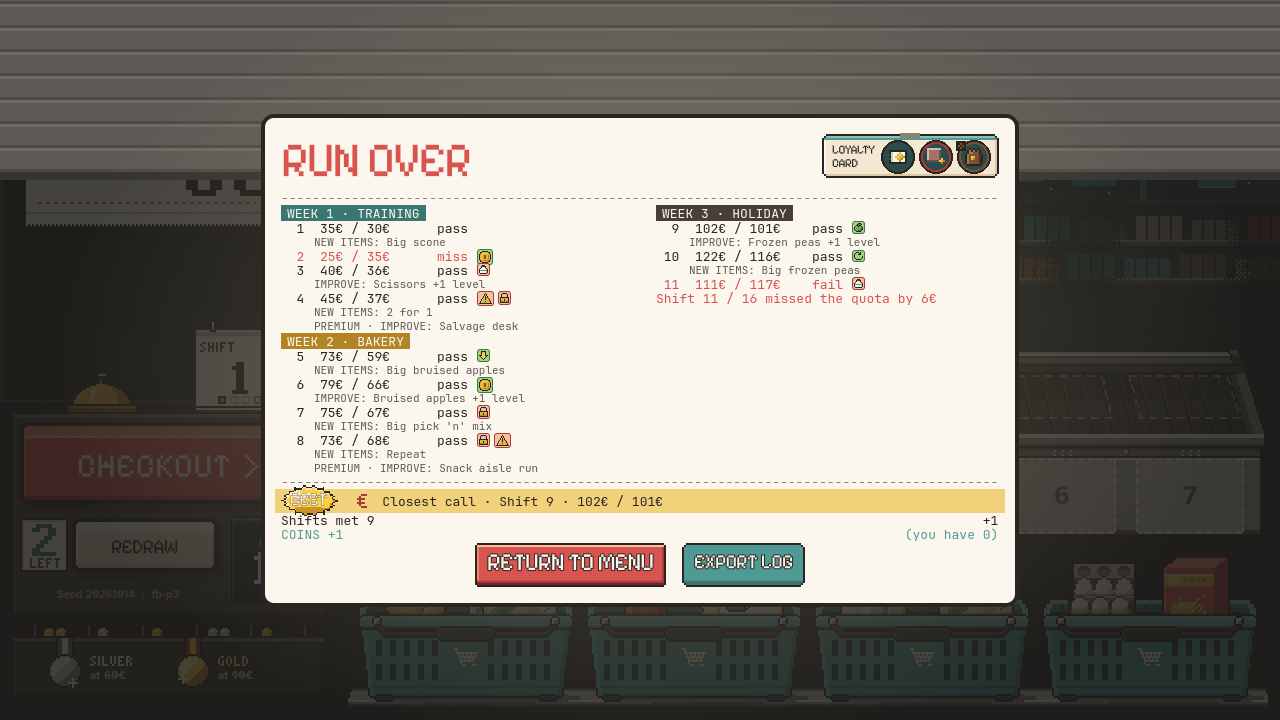 RUN OVER
LOYALTY
CARD
WEEK 1 · TRAINING
1 35€ / 30€ pass
NEW ITEMS: Big scone
2 25€ / 35€ miss
3 40€ / 36€ pass
IMPROVE: Scissors +1 level
4 45€ / 37€ pass
NEW ITEMS: 2 for 1
PREMIUM · IMPROVE: Salvage desk
WEEK 2 · BAKERY
5 73€ / 59€ pass
NEW ITEMS: Big bruised apples
6 79€ / 66€ pass
IMPROVE: Bruised apples +1 level
7 75€ / 67€ pass
NEW ITEMS: Big pick 'n' mix
8 73€ / 68€ pass
NEW ITEMS: Repeat
PREMIUM · IMPROVE: Snack aisle run
WEEK 3 · HOLIDAY
9 102€ / 101€ pass
IMPROVE: Frozen peas +1 level
10 122€ / 116€ pass
NEW ITEMS: Big frozen peas
11 111€ / 117€ fail
Shift 11 / 16 missed the quota by 6€
BEST € Closest call · Shift 9 · 102€ / 101€
Shifts met 9 +1
COINS +1 (you have 0)
RETURN TO MENU
EXPORT LOG
SHIFT
1
CHECKOUT
2
LEFT
REDRAW
Seed 20261014 · fb-p3
SILVER
at 60€
GOLD
at 90€
6
7